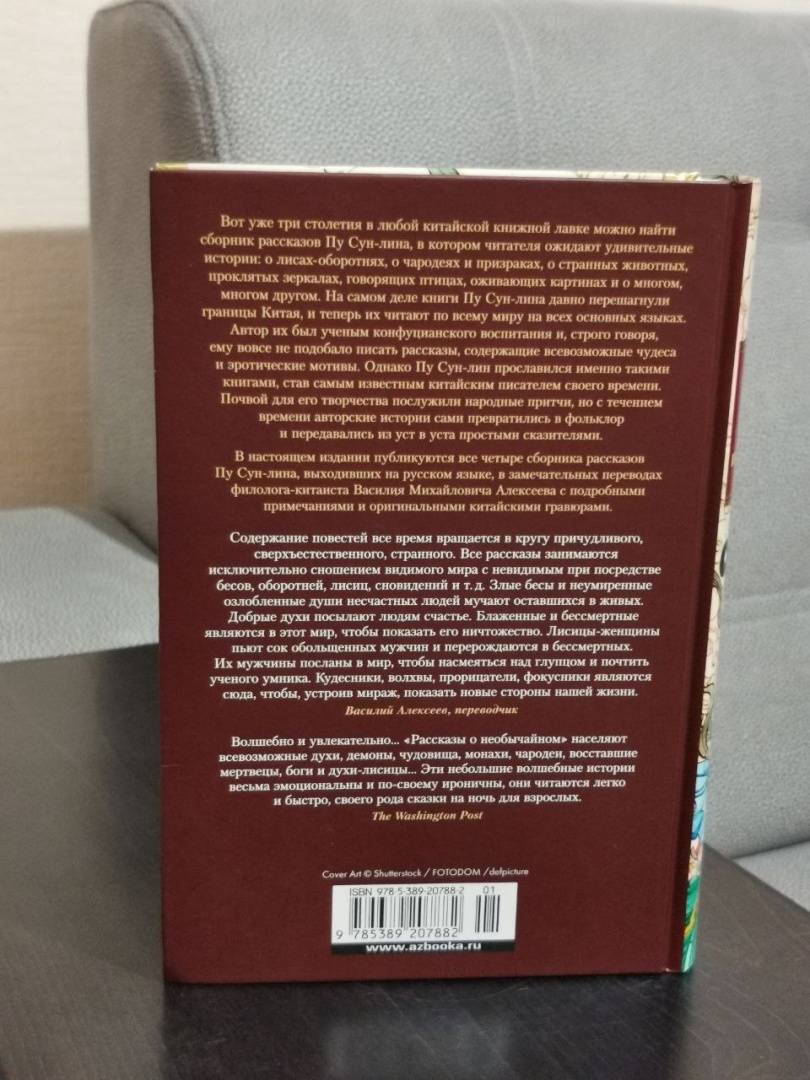 Вот уже три столетия в любой китайской книжной лавке можно найти
сборник рассказов Пу Сун-лина, в котором читателя ожидают удивительные
истории: о лисах-оборотнях, о чародеях и призраках, о странных животных,
проклятых зеркалах, говорящих птицах, оживающих картинах и о многом,
многом другом. На самом деле книги Пу Сун-лина давно перешагнули
границы Китая, и теперь их читают по всему миру на всех основных языках.
Автор их был ученым конфуцианского воспитания и, строго говоря,
ему вовсе не подобало писать рассказы, содержащие всевозможные чудеса
и эротические мотивы. Однако Пу Сун-лин прославился именно такими
книгами, став самым известным китайским писателем своего времени.
Почвой для его творчества послужили народные притчи, но с течением
времени авторские истории сами превратились в фольклор
и передавались из уст в уста простыми сказителями.
В настоящем издании публикуются все четыре сборника рассказов
Пу Сун-лина, выходивших на русском языке, в замечательных переводах
филолога-китаиста Василия Михайловича Алексеева с подробными
примечаниями и оригинальными китайскими гравюрами.
Содержание повестей все время вращается в кругу причудливого,
сверхъестественного, странного. Все рассказы занимаются
исключительно сношением видимого мира с невидимым при посредстве
бесов, оборотней, лисиц, сновидений и т. д. Злые бесы и неумиренные
озлобленные души несчастных людей мучают оставшихся в живых.
Добрые духи посылают людям счастье. Блаженные и бессмертные
являются в этот мир, чтобы показать его ничтожество. Лисицы-женщины
пьют сок обольщенных мужчин и перерождаются в бессмертных.
Их мужчины посланы в мир, чтобы насмеяться над глупцом и почтить
ученого умника. Кудесники, волхвы, прорицатели, фокусники являются
сюда, чтобы, устроив мираж, показать новые стороны нашей жизни.
Василий Алексеев, переводчик
Волшебно и увлекательно... «Рассказы о необычайном» населяют
всевозможные духи, демоны, чудовища, монахи, чародеи, восставшие
мертвецы, боги и духи-лисицы... Эти небольшие волшебные истории
весьма эмоциональны и по-своему ироничны, они читаются легко
и быстро, своего рода сказки на ночь для взрослых.
The Washington Post
Cover Art © Shutterstock / FOTODOM /defpicture
ISBN 978-5-389-20788-2 01
9 785389 207882
www.azbooka.ru